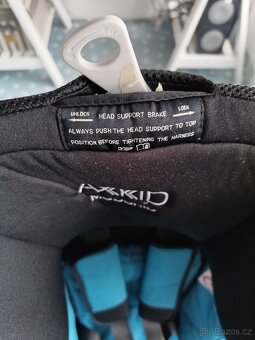 UNLOCK HEAD SUPPORT BRAKE LOCK
ALWAYS PUSH THE HEAD SUPPORT TO TOP
POSITION BEFORE TIGHTENING THE HARNESS
AXKID
© Bazos.cz